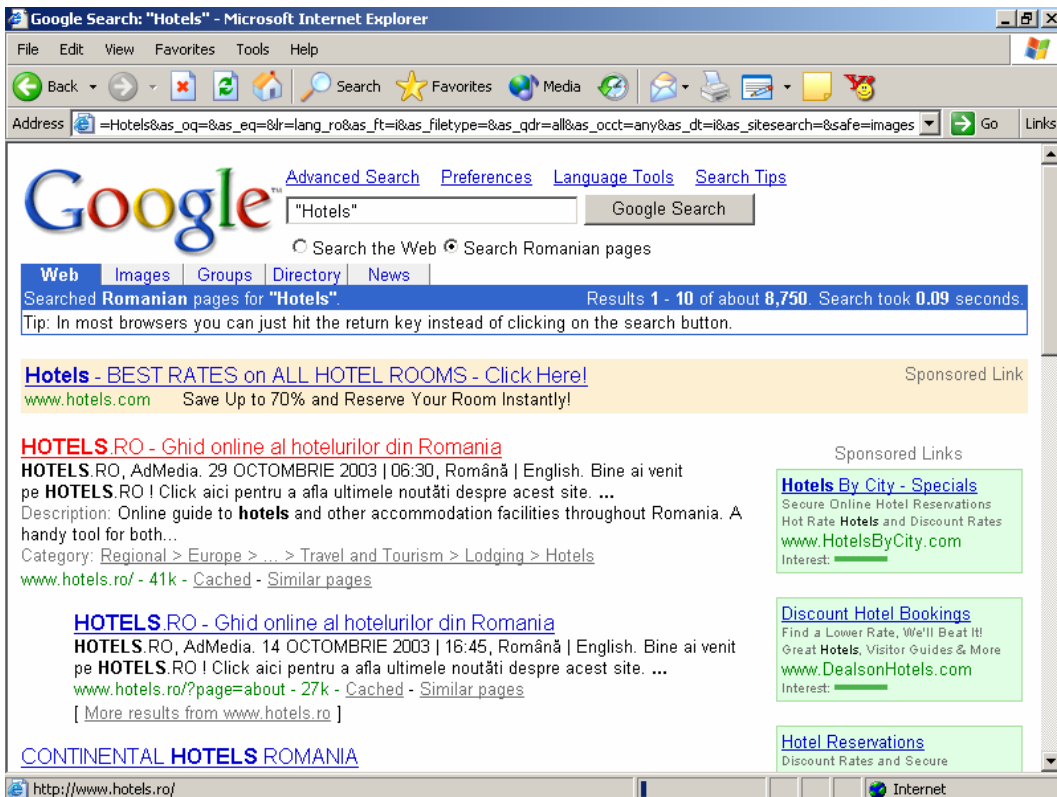 Google Search: "Hotels" - Microsoft Internet Explorer
File Edit View Favorites Tools Help
Back Search Favorites Media
Address =Hotels&as_oq=&as_eq=&lr=lang_ro&as_ft=i&as_filetype=&as_qdr=all&as_occt=any&as_dt=i&as_sitesearch=&safe=images Go Links
Google™
Advanced Search Preferences Language Tools Search Tips
"Hotels" Google Search
Search the Web Search Romanian pages
Web Images Groups Directory News
Searched Romanian pages for "Hotels". Results 1 - 10 of about 8,750. Search took 0.09 seconds.
Tip: In most browsers you can just hit the return key instead of clicking on the search button.
Hotels - BEST RATES on ALL HOTEL ROOMS - Click Here! Sponsored Link
www.hotels.com Save Up to 70% and Reserve Your Room Instantly!
HOTELS.RO - Ghid online al hotelurilor din Romania
HOTELS.RO, AdMedia. 29 OCTOMBRIE 2003 | 06:30, Română | English. Bine ai venit
pe HOTELS.RO ! Click aici pentru a afla ultimele noutăti despre acest site. ...
Description: Online guide to hotels and other accommodation facilities throughout Romania. A
handy tool for both...
Category: Regional > Europe > ... > Travel and Tourism > Lodging > Hotels
www.hotels.ro/ - 41k - Cached - Similar pages
HOTELS.RO - Ghid online al hotelurilor din Romania
HOTELS.RO, AdMedia. 14 OCTOMBRIE 2003 | 16:45, Română | English. Bine ai venit
pe HOTELS.RO ! Click aici pentru a afla ultimele noutăti despre acest site. ...
www.hotels.ro/?page=about - 27k - Cached - Similar pages
[ More results from www.hotels.ro ]
CONTINENTAL HOTELS ROMANIA
Sponsored Links
Hotels By City - Specials
Secure Online Hotel Reservations
Hot Rate Hotels and Discount Rates
www.HotelsByCity.com
Interest:
Discount Hotel Bookings
Find a Lower Rate, We'll Beat It!
Great Hotels, Visitor Guides & More
www.DealsonHotels.com
Interest:
Hotel Reservations
Discount Rates and Secure
http://www.hotels.ro/ Internet